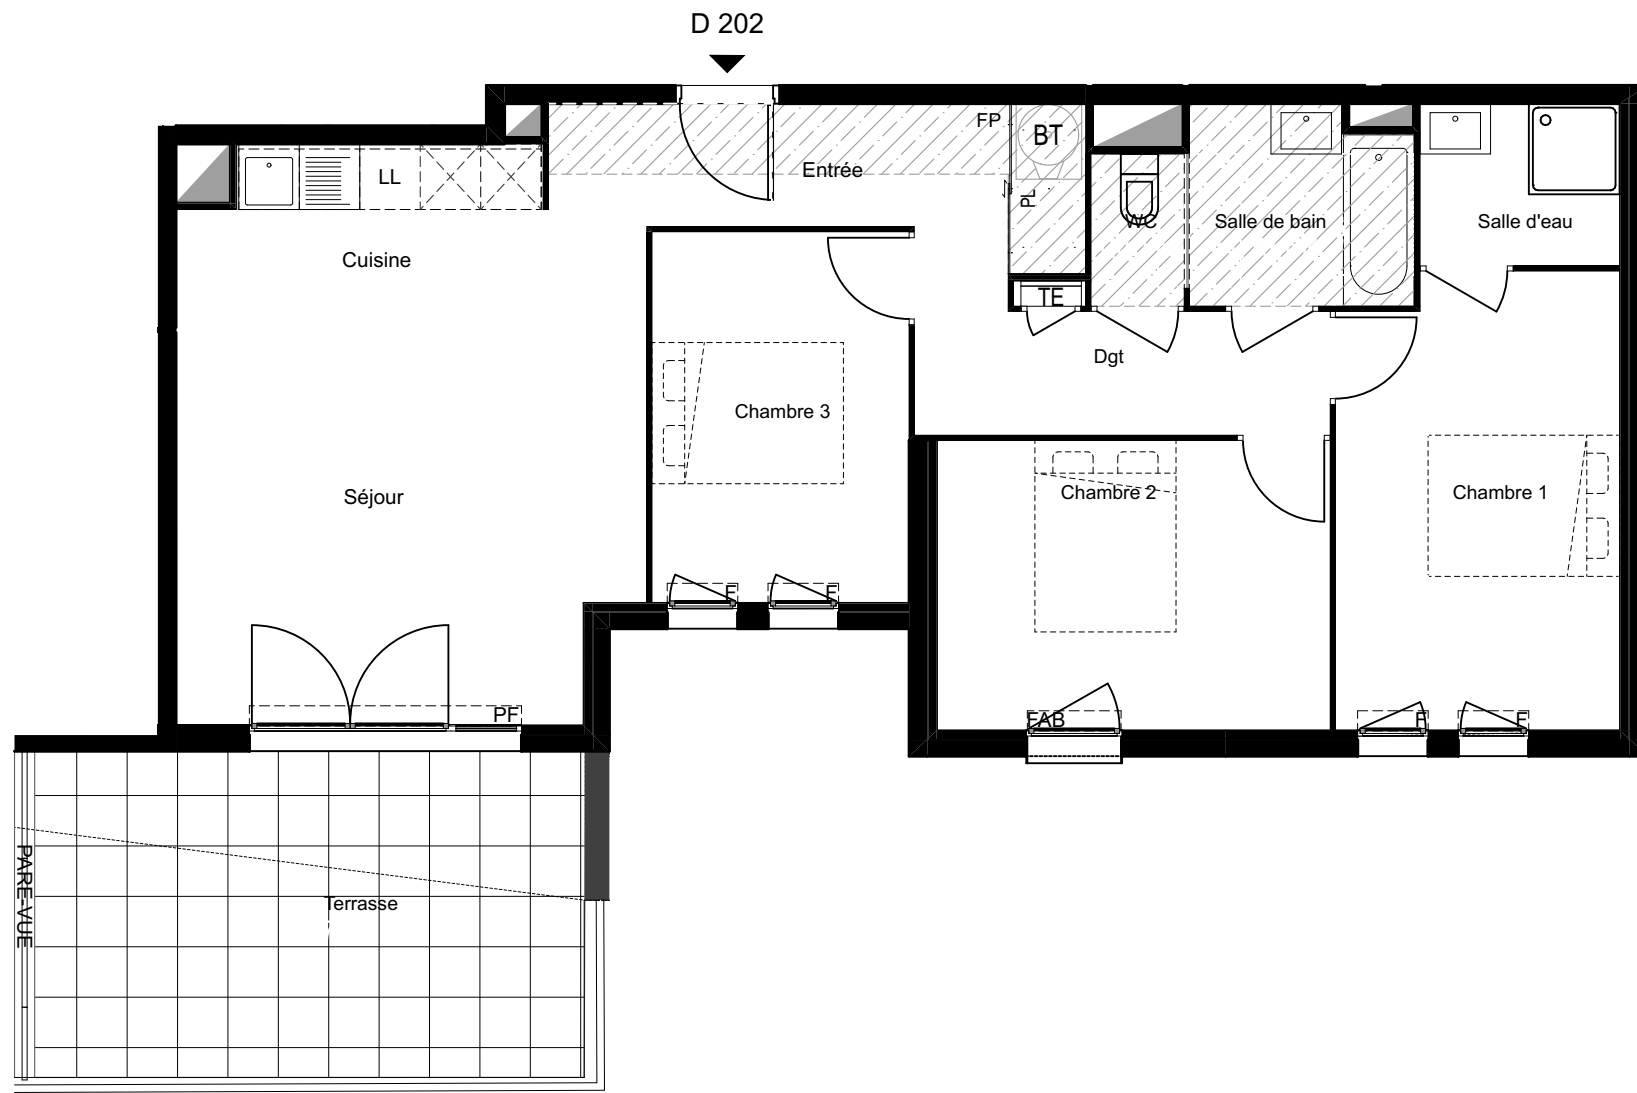 D 202
FP
BT
Entrée
LL
PL
WC
Salle de bain
Salle d'eau
Cuisine
TE
Dgt
Chambre 3
Séjour
Chambre 2
Chambre 1
F
F
PF
FAB
F
F
PARE-VUE
Terrasse